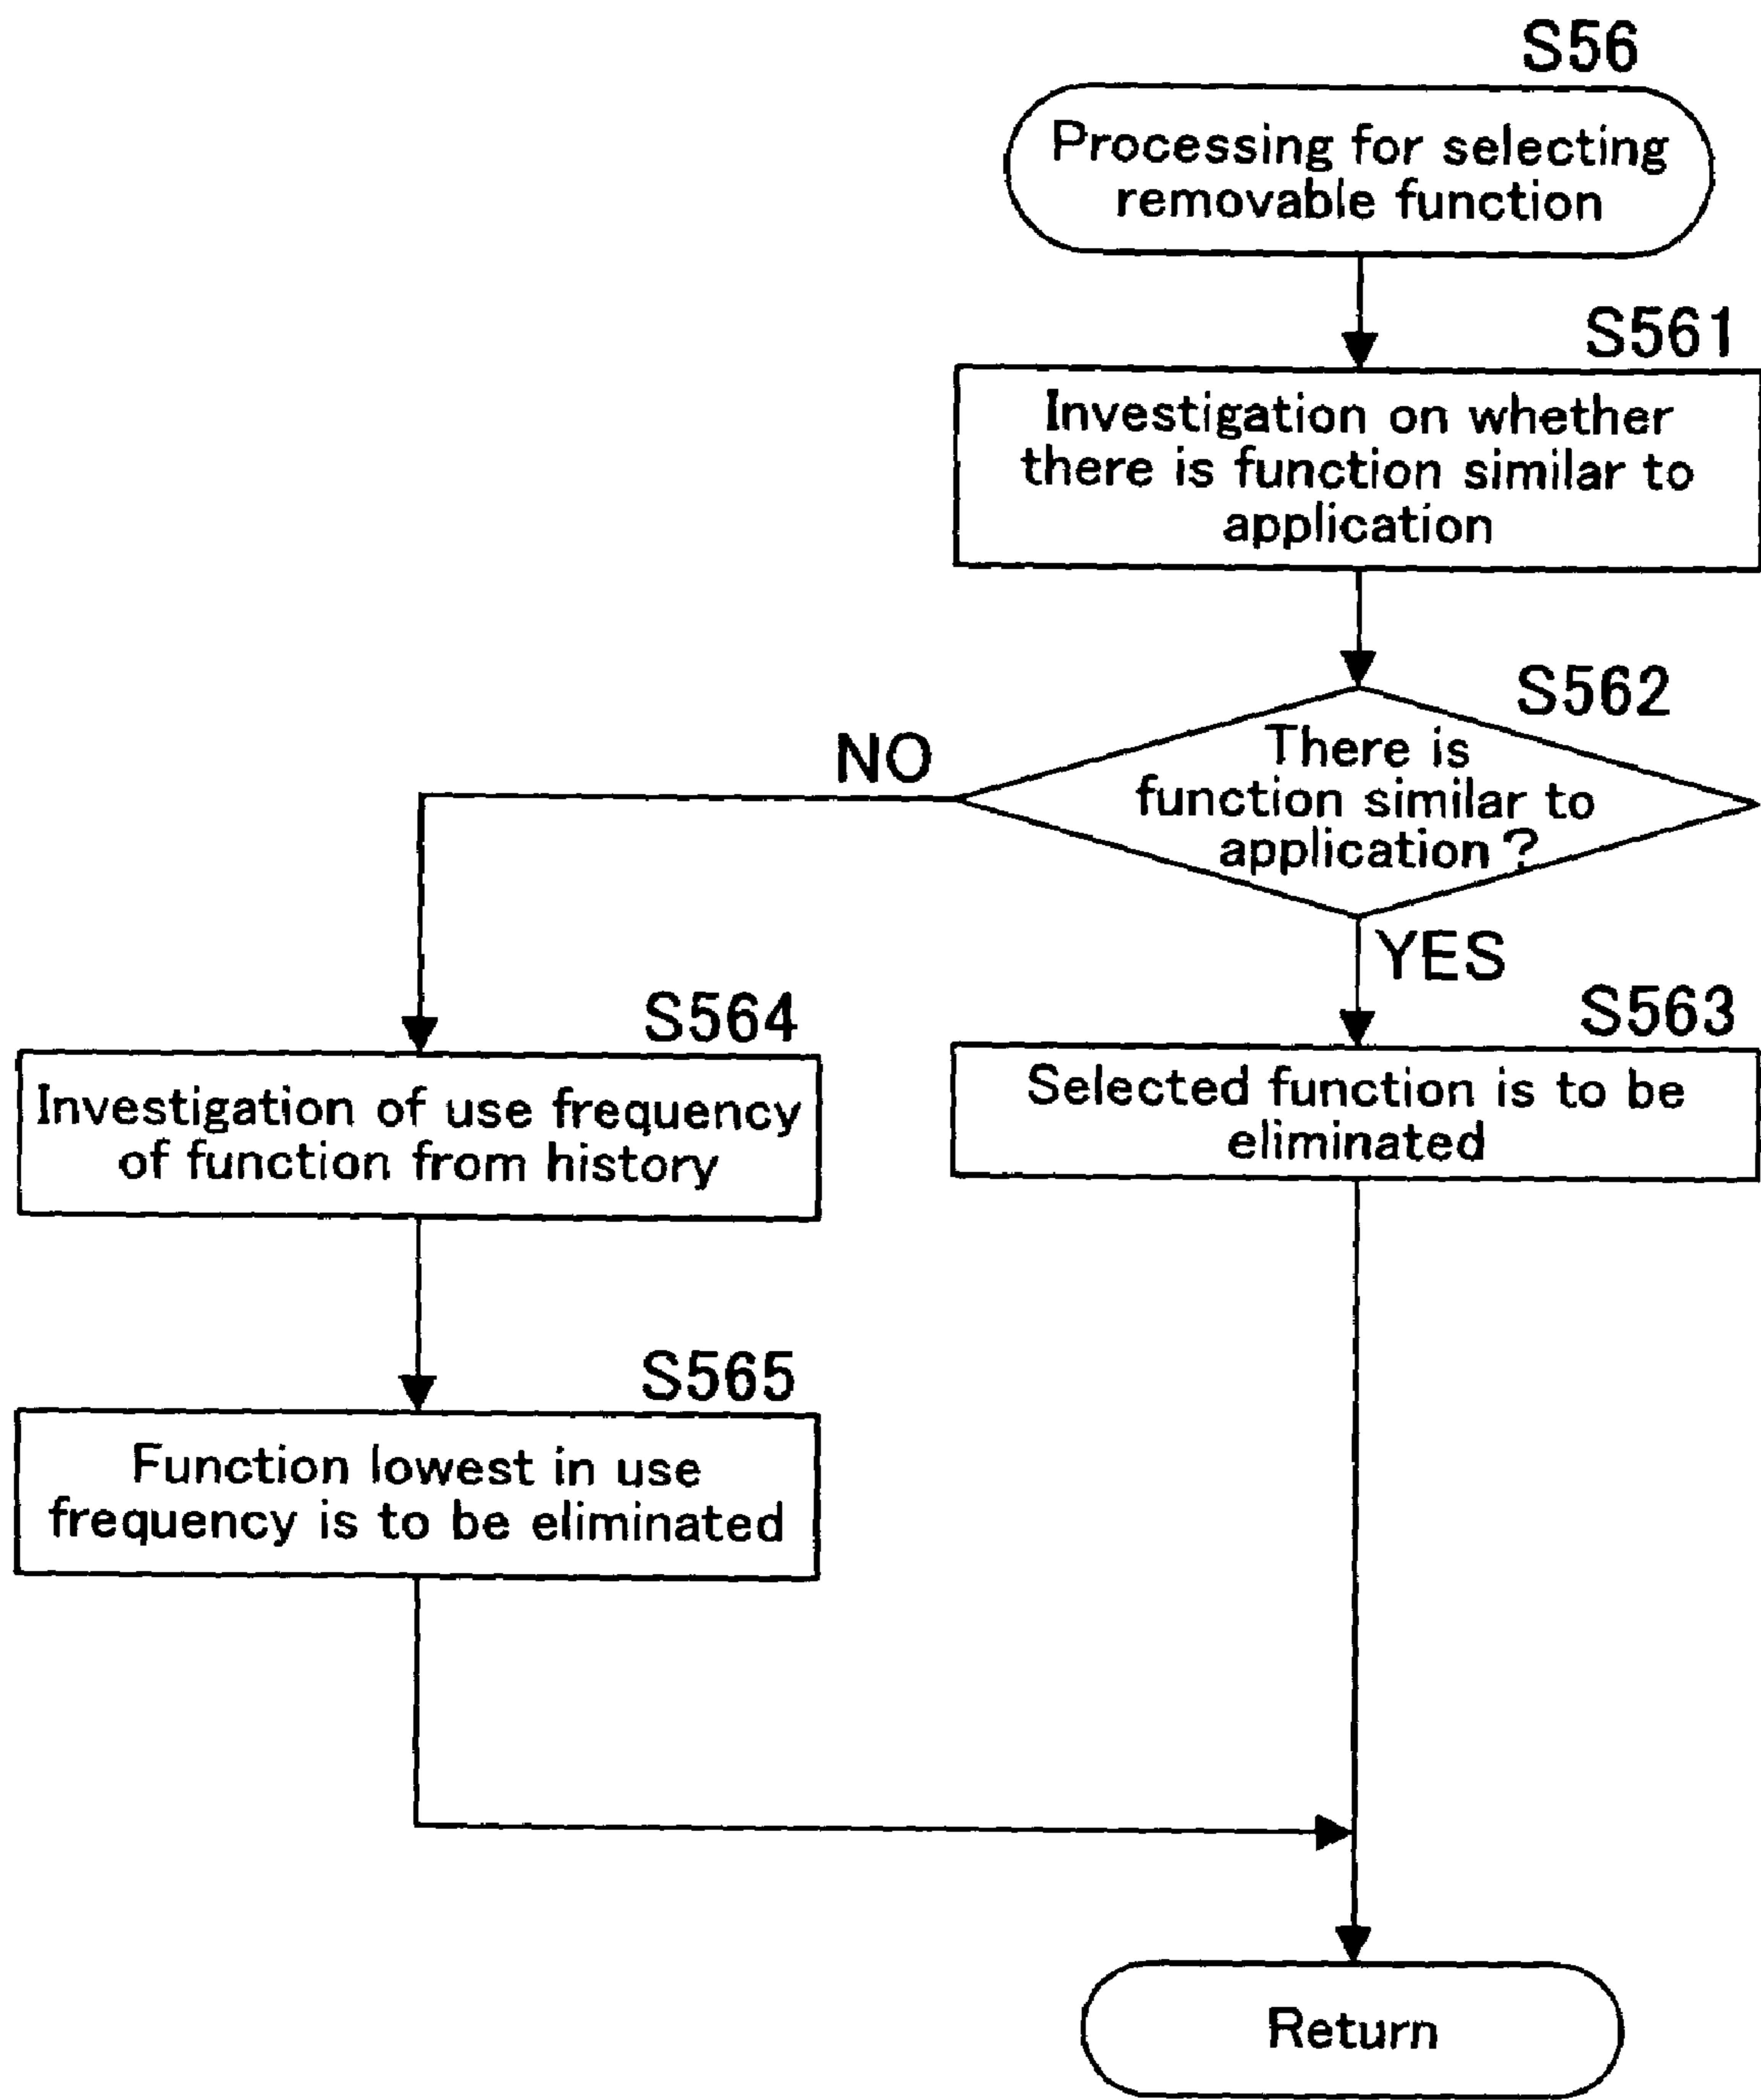 S56
Processing for selecting
removable function
S561
Investigation on whether
there is function similar to
application
S562
There is
function similar to
application?
NO
YES
S564
Investigation of use frequency
of function from history
S563
Selected function is to be
eliminated
S565
Function lowest in use
frequency is to be eliminated
Return